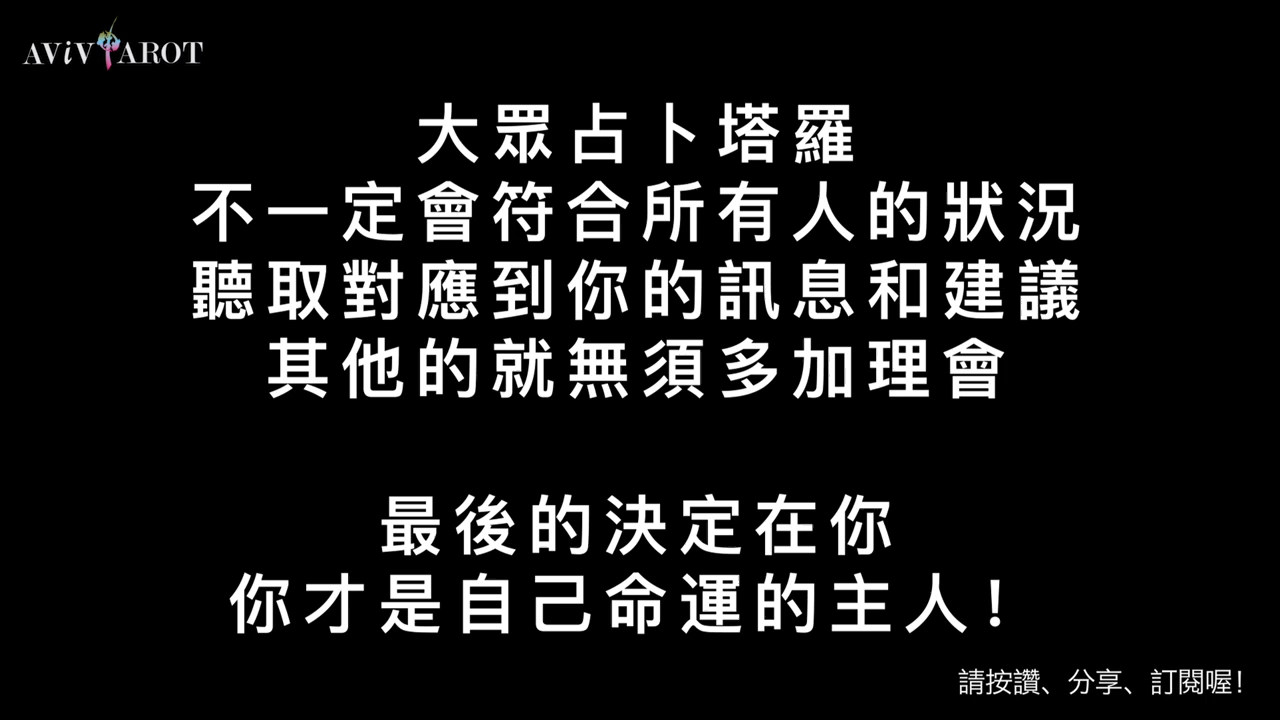 AViVTAROT
大眾占卜塔羅
不一定會符合所有人的狀況
聽取對應到你的訊息和建議
其他的就無須多加理會
最後的決定在你
你才是自己命運的主人！
請按讚、分享、訂閱喔！